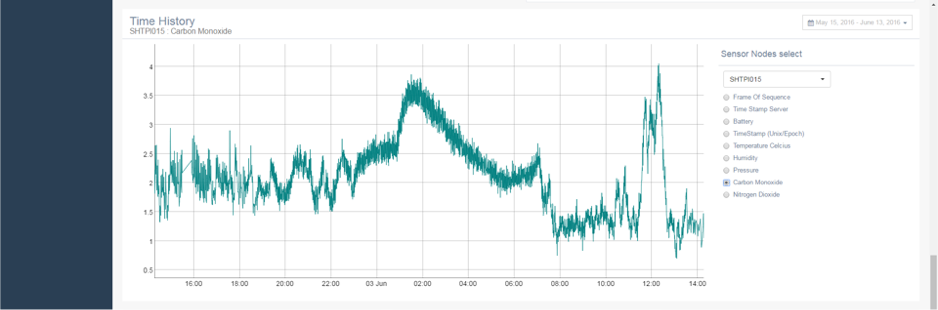 Time History
SHTPI015 : Carbon Monoxide
May 15, 2016 - June 13, 2016
Sensor Nodes select
SHTPI015
Frame Of Sequence
Time Stamp Server
Battery
TimeStamp (Unix/Epoch)
Temperature Celcius
Humidity
Pressure
Carbon Monoxide
Nitrogen Dioxide
4
3.5
3
2.5
2
1.5
1
0.5
16:00 18:00 20:00 22:00 03 Jun 02:00 04:00 06:00 08:00 10:00 12:00 14:00